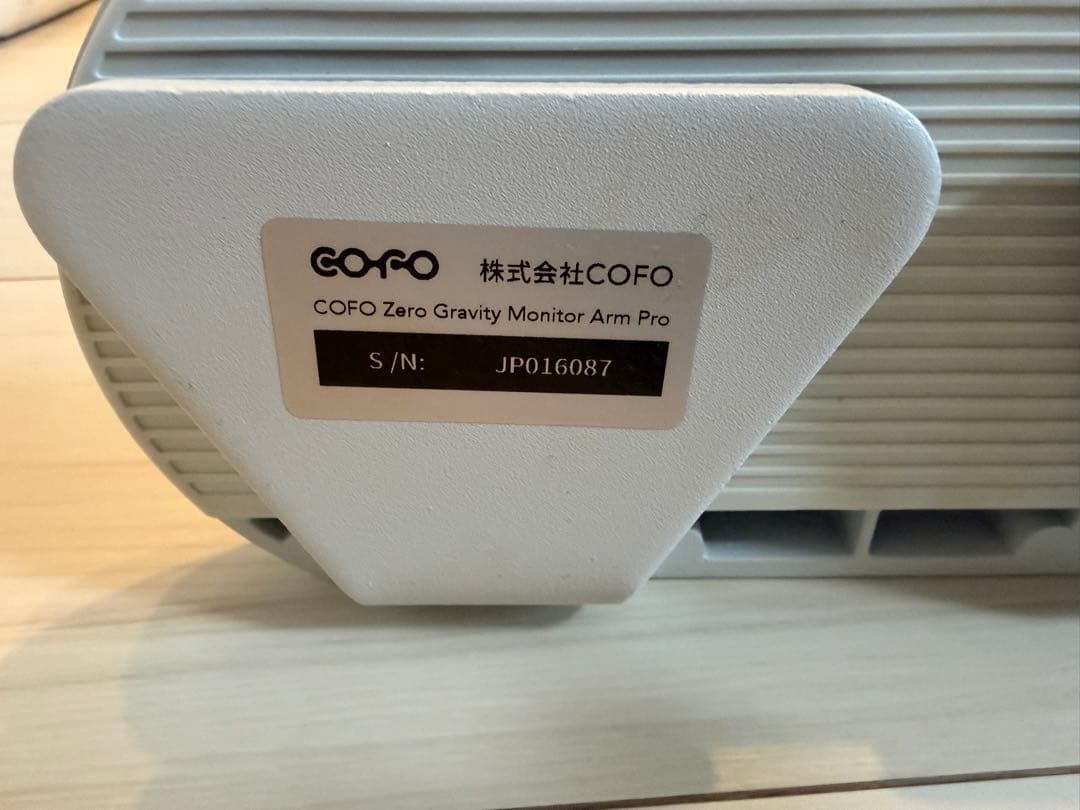 COFO 株式会社COFO
COFO Zero Gravity Monitor Arm Pro
S/N: JP016087